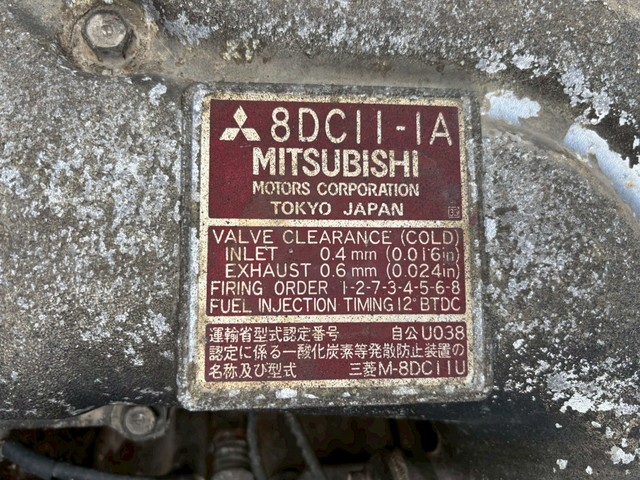 8DC11-1A
MITSUBISHI
MOTORS CORPORATION
TOKYO JAPAN
VALVE CLEARANCE (COLD)
INLET 0.4mm (0.016in)
EXHAUST 0.6mm (0.024in)
FIRING ORDER 1-2-7-3-4-5-6-8
FUEL INJECTION TIMING 12° BTDC
運輸省型式認定番号 自公U038
認定に係る一酸化炭素等発散防止装置の
名称及び型式 三菱M-8DC11U